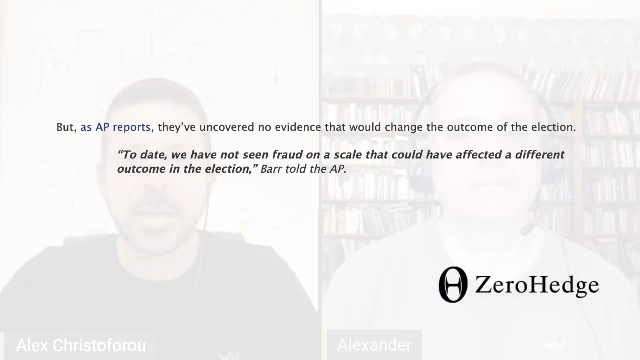 But, as AP reports, they've uncovered no evidence that would change the outcome of the election.
“To date, we have not seen fraud on a scale that could have affected a different
outcome in the election,” Barr told the AP.
ZeroHedge
Alex Christoforou
Alexander